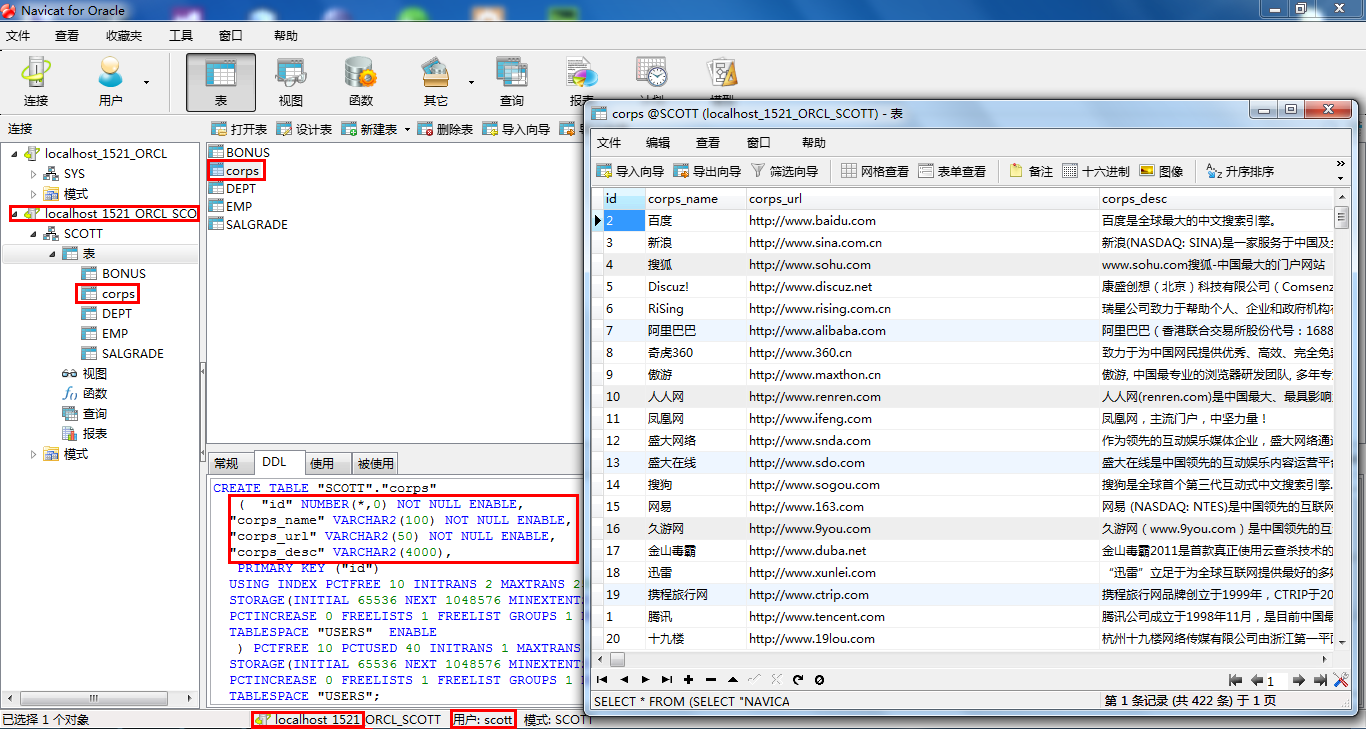 Navicat for Oracle
文件 查看 收藏夹 工具 窗口 帮助
连接 用户 表 视图 函数 其它 查询 报表
连接
打开表 设计表 新建表 删除表 导入向导
localhost_1521_ORCL
SYS
模式
localhost_1521_ORCL_SCO
SCOTT
表
BONUS
corps
DEPT
EMP
SALGRADE
视图
函数
查询
报表
模式
BONUS
corps
DEPT
EMP
SALGRADE
常规 DDL 使用 被使用
CREATE TABLE "SCOTT"."corps"
( "id" NUMBER(*,0) NOT NULL ENABLE,
"corps_name" VARCHAR2(100) NOT NULL ENABLE,
"corps_url" VARCHAR2(50) NOT NULL ENABLE,
"corps_desc" VARCHAR2(4000),
PRIMARY KEY ("id")
USING INDEX PCTFREE 10 INITRANS 2 MAXTRANS 2
STORAGE(INITIAL 65536 NEXT 1048576 MINEXTENT
PCTINCREASE 0 FREELISTS 1 FREELIST GROUPS 1
TABLESPACE "USERS" ENABLE
) PCTFREE 10 PCTUSED 40 INITRANS 1 MAXTRANS
STORAGE(INITIAL 65536 NEXT 1048576 MINEXTENT
PCTINCREASE 0 FREELISTS 1 FREELIST GROUPS 1
TABLESPACE "USERS";
已选择 1 个对象 localhost_1521_ORCL_SCOTT 用户: scott 模式: SCOTT
corps @SCOTT (localhost_1521_ORCL_SCOTT) - 表
文件 编辑 查看 窗口 帮助
导入向导 导出向导 筛选向导 网格查看 表单查看 备注 十六进制 图像 升序排序
id corps_name corps_url corps_desc
2 百度 http://www.baidu.com 百度是全球最大的中文搜索引擎。
3 新浪 http://www.sina.com.cn 新浪(NASDAQ: SINA)是一家服务于中国及
4 搜狐 http://www.sohu.com www.sohu.com搜狐-中国最大的门户网站
5 Discuz! http://www.discuz.net 康盛创想（北京）科技有限公司（Comsenz
6 RiSing http://www.rising.com.cn 瑞星公司致力于帮助个人、企业和政府机构
7 阿里巴巴 http://www.alibaba.com 阿里巴巴（香港联合交易所股份代号：1688
8 奇虎360 http://www.360.cn 致力于为中国网民提供优秀、高效、完全免
9 傲游 http://www.maxthon.cn 傲游, 中国最专业的浏览器研发团队, 多年专
10 人人网 http://www.renren.com 人人网(renren.com)是中国最大、最具影响
11 凤凰网 http://www.ifeng.com 凤凰网，主流门户，中坚力量！
12 盛大网络 http://www.snda.com 作为领先的互动娱乐媒体企业，盛大网络通
13 盛大在线 http://www.sdo.com 盛大在线是中国领先的互动娱乐内容运营平
14 搜狗 http://www.sogou.com 搜狗是全球首个第三代互动式中文搜索引擎.
15 网易 http://www.163.com 网易 (NASDAQ: NTES)是中国领先的互联网
16 久游网 http://www.9you.com 久游网（www.9you.com）是中国领先的互
17 金山毒霸 http://www.duba.net 金山毒霸2011是首款真正使用云查杀技术的
18 迅雷 http://www.xunlei.com “迅雷”立足于为全球互联网提供最好的多
19 携程旅行网 http://www.ctrip.com 携程旅行网品牌创立于1999年，CTRIP于20
1 腾讯 http://www.tencent.com 腾讯公司成立于1998年11月，是目前中国最
20 十九楼 http://www.19lou.com 杭州十九楼网络传媒有限公司由浙江第一平
1
SELECT * FROM (SELECT "NAVICA 第 1 条记录 (共 422 条) 于 1 页